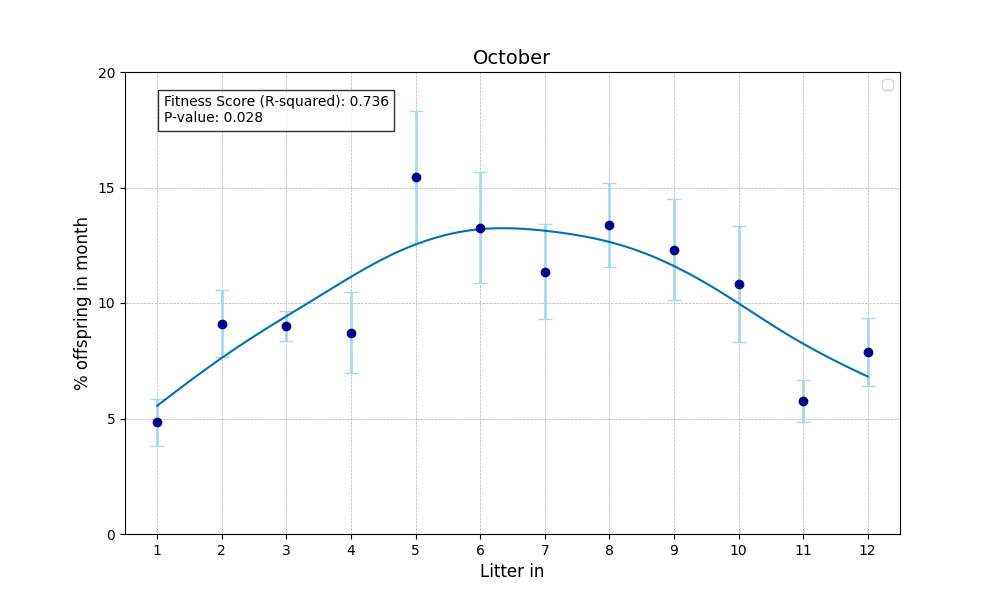 October
Fitness Score (R-squared): 0.736
P-value: 0.028
% offspring in month
20
15
10
5
0
1 2 3 4 5 6 7 8 9 10 11 12
Litter in